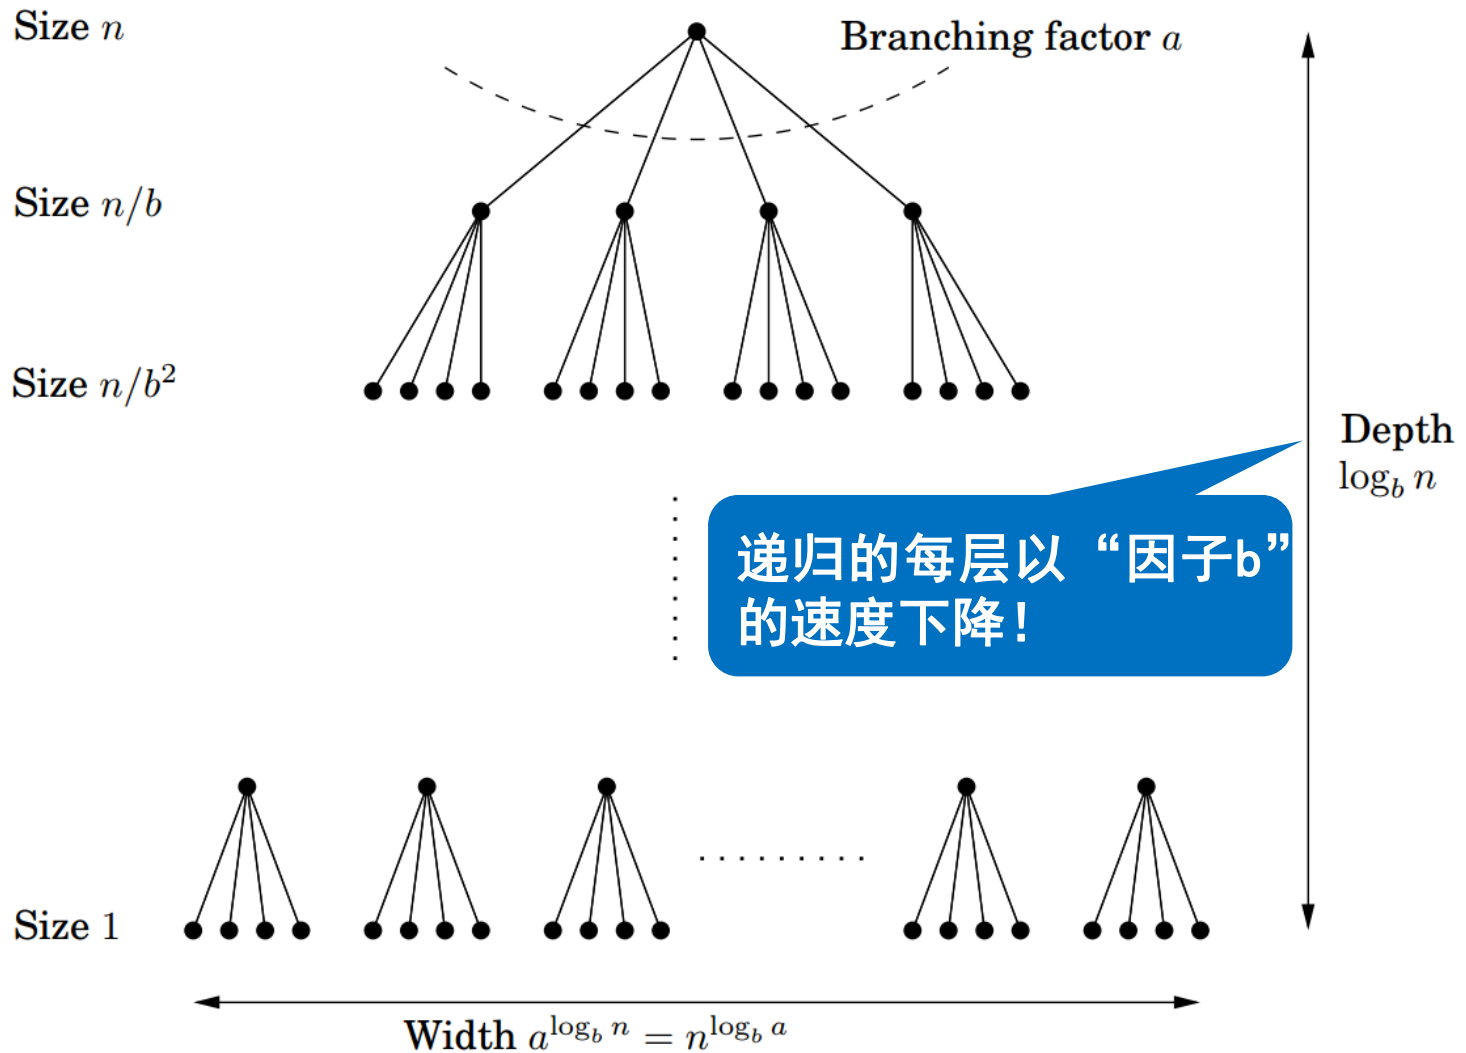 Size n
Branching factor a
Size n/b
Size n/b²
Depth
log_b n
递归的每层以“因子b”
的速度下降！
Size 1
Width a^{log_b n} = n^{log_b a}